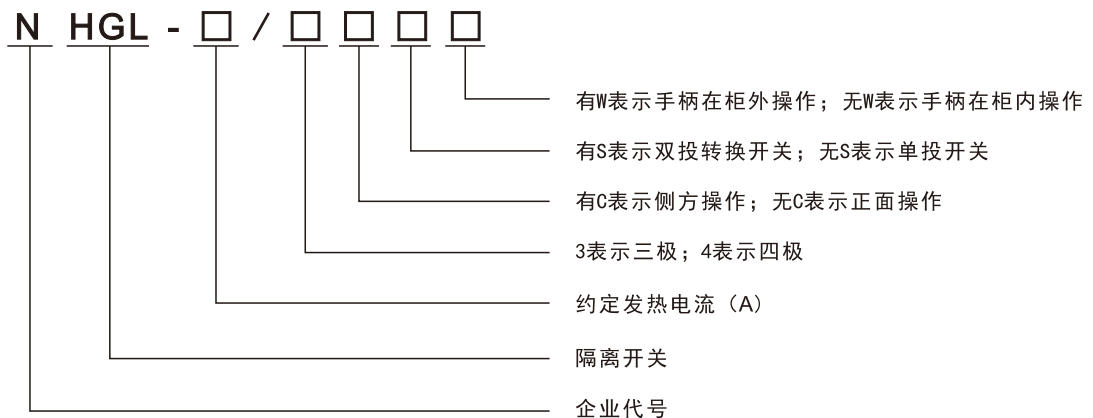 N HGL - □ / □ □ □ □
有W表示手柄在柜外操作；无W表示手柄在柜内操作
有S表示双投转换开关；无S表示单投开关
有C表示侧方操作；无C表示正面操作
3表示三极；4表示四极
约定发热电流（A）
隔离开关
企业代号